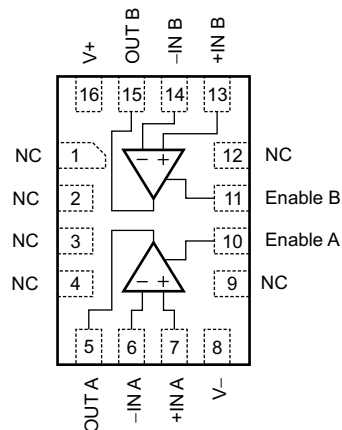 V+
OUT B
−IN B
+IN B
16
15
14
13
NC
1
− +
12
NC
NC
2
11
Enable B
NC
3
10
Enable A
NC
4
− +
9
NC
5
6
7
8
OUT A
−IN A
+IN A
V−